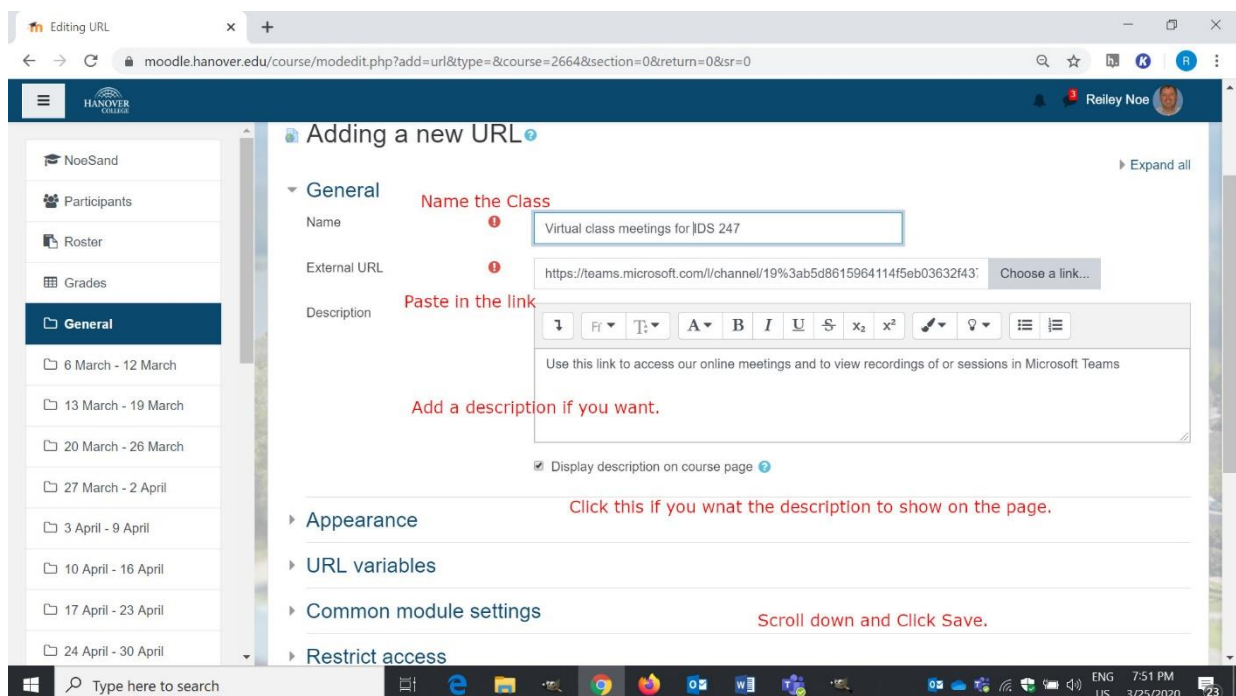 Editing URL
moodle.hanover.edu/course/modedit.php?add=url&type=&course=2664&section=0&return=0&sr=0
HANOVER
COLLEGE
3
Reiley Noe
R
Adding a new URL
Expand all
NoeSand
Participants
Roster
Grades
General
6 March - 12 March
13 March - 19 March
20 March - 26 March
27 March - 2 April
3 April - 9 April
10 April - 16 April
17 April - 23 April
24 April - 30 April
General
Name the Class
Name
Virtual class meetings for IDS 247
External URL
https://teams.microsoft.com/l/channel/19%3ab5d8615964114f5eb03632f43
Choose a link...
Paste in the link
Description
A B I U S x₂ x²
Use this link to access our online meetings and to view recordings of or sessions in Microsoft Teams
Add a description if you want.
Display description on course page
Click this if you wnat the description to show on the page.
Appearance
URL variables
Common module settings
Scroll down and Click Save.
Restrict access
Type here to search
ENG
US
7:51 PM
3/25/2020
23